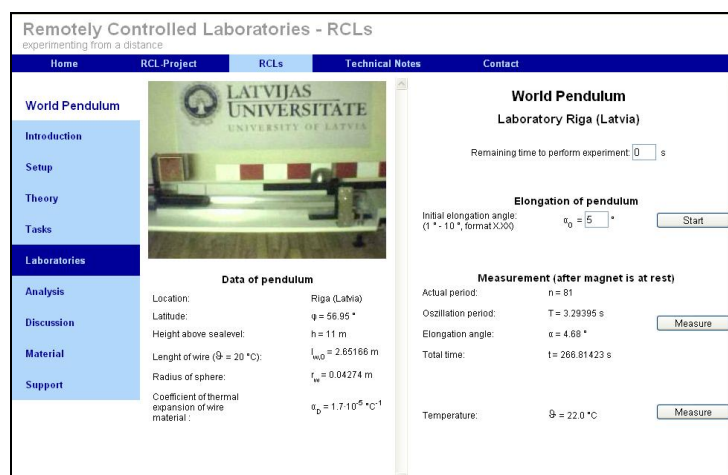 Remotely Controlled Laboratories - RCLs
experimenting from a distance
Home RCL-Project RCLs Technical Notes Contact
World Pendulum
Introduction
Setup
Theory
Tasks
Laboratories
Analysis
Discussion
Material
Support
LATVIJAS
UNIVERSITĀTE
UNIVERSITY OF LATVIA
Data of pendulum
Location: Riga (Latvia)
Latitude: φ = 56.95 °
Height above sealevel: h = 11 m
Lenght of wire (ϑ = 20 °C): l_w,0 = 2.65166 m
Radius of sphere: r_w = 0.04274 m
Coefficient of thermal
expansion of wire
material : α_D = 1.7·10⁻⁵ °C⁻¹
World Pendulum
Laboratory Riga (Latvia)
Remaining time to perform experiment: 0 s
Elongation of pendulum
Initial elongation angle:
(1 ° - 10 °, format X.XX) α₀ = 5 ° Start
Measurement (after magnet is at rest)
Actual period: n = 81
Oszillation period: T = 3.29395 s
Measure
Elongation angle: α = 4.68 °
Total time: t = 266.81423 s
Temperature: ϑ = 22.0 °C Measure